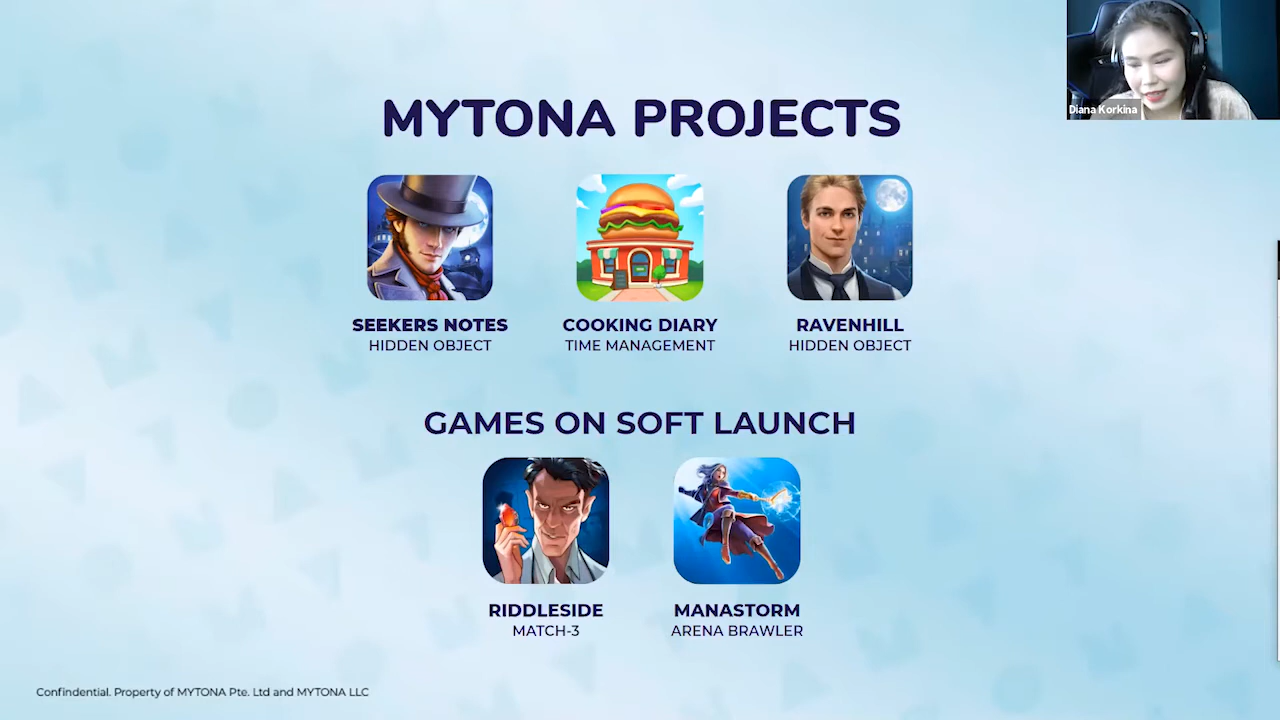 Diana Korkina
MYTONA PROJECTS
SEEKERS NOTES
HIDDEN OBJECT
COOKING DIARY
TIME MANAGEMENT
RAVENHILL
HIDDEN OBJECT
GAMES ON SOFT LAUNCH
RIDDLESIDE
MATCH-3
MANASTORM
ARENA BRAWLER
Confindential. Property of MYTONA Pte. Ltd and MYTONA LLC